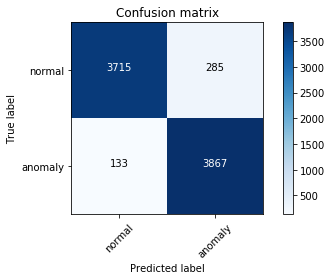 Confusion matrix
normal
3715
285
anomaly
133
3867
True label
normal
anomaly
Predicted label
3500
3000
2500
2000
1500
1000
500